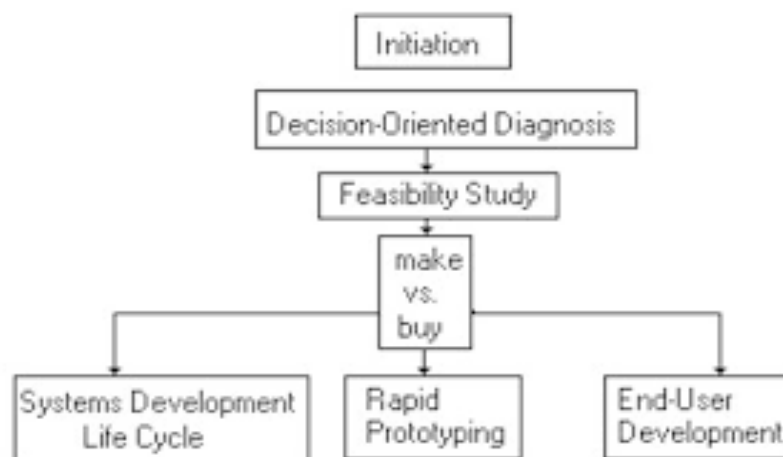 Initiation
Decision-Oriented Diagnosis
Feasibility Study
make
vs.
buy
Systems Development
Life Cycle
Rapid
Prototyping
End-User
Development